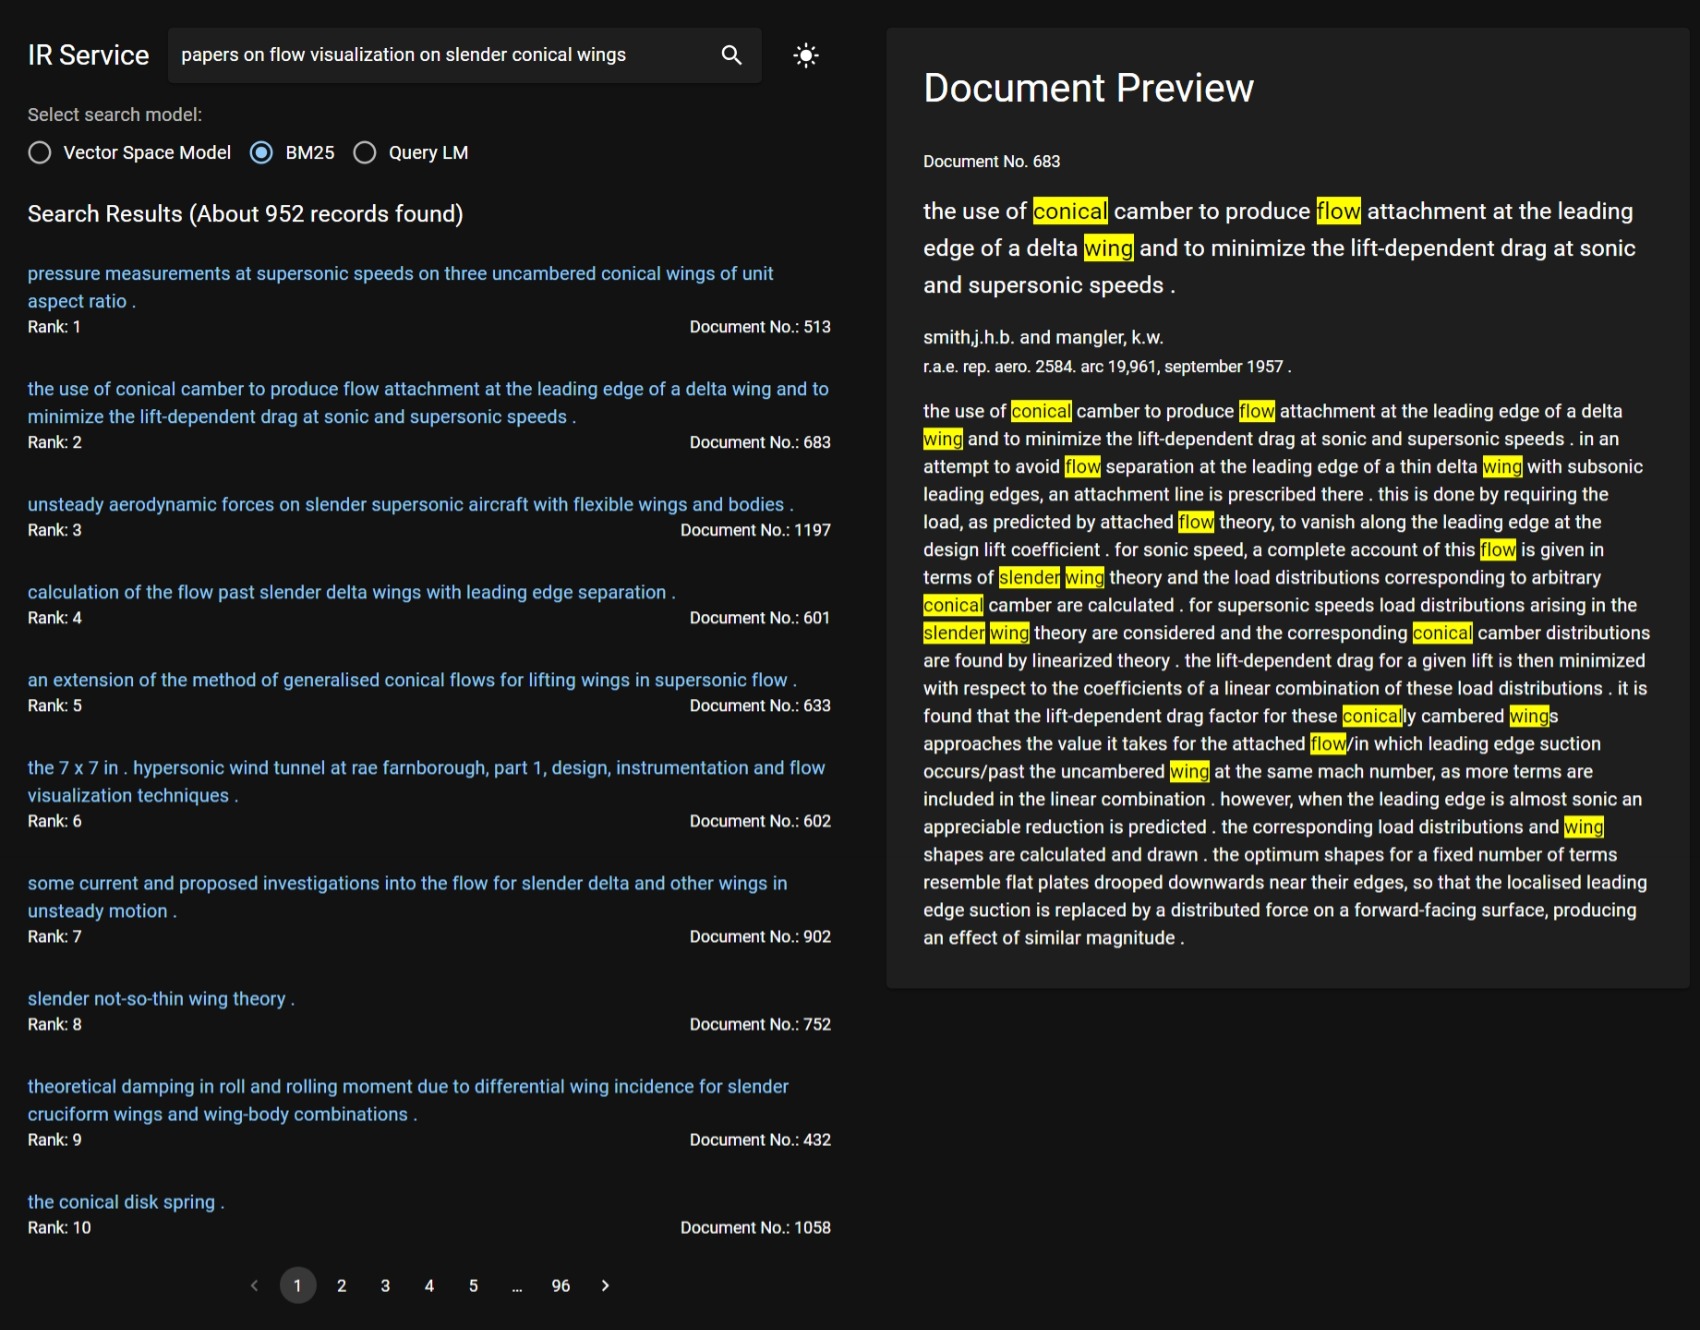 IR Service
papers on flow visualization on slender conical wings
Select search model:
Vector Space Model BM25 Query LM
Search Results (About 952 records found)
pressure measurements at supersonic speeds on three uncambered conical wings of unit
aspect ratio .
Rank: 1 Document No.: 513
the use of conical camber to produce flow attachment at the leading edge of a delta wing and to
minimize the lift-dependent drag at sonic and supersonic speeds .
Rank: 2 Document No.: 683
unsteady aerodynamic forces on slender supersonic aircraft with flexible wings and bodies .
Rank: 3 Document No.: 1197
calculation of the flow past slender delta wings with leading edge separation .
Rank: 4 Document No.: 601
an extension of the method of generalised conical flows for lifting wings in supersonic flow .
Rank: 5 Document No.: 633
the 7 x 7 in . hypersonic wind tunnel at rae farnborough, part 1, design, instrumentation and flow
visualization techniques .
Rank: 6 Document No.: 602
some current and proposed investigations into the flow for slender delta and other wings in
unsteady motion .
Rank: 7 Document No.: 902
slender not-so-thin wing theory .
Rank: 8 Document No.: 752
theoretical damping in roll and rolling moment due to differential wing incidence for slender
cruciform wings and wing-body combinations .
Rank: 9 Document No.: 432
the conical disk spring .
Rank: 10 Document No.: 1058
‹ 1 2 3 4 5 ... 96 ›
Document Preview
Document No. 683
the use of conical camber to produce flow attachment at the leading
edge of a delta wing and to minimize the lift-dependent drag at sonic
and supersonic speeds .
smith,j.h.b. and mangler, k.w.
r.a.e. rep. aero. 2584. arc 19,961, september 1957 .
the use of conical camber to produce flow attachment at the leading edge of a delta
wing and to minimize the lift-dependent drag at sonic and supersonic speeds . in an
attempt to avoid flow separation at the leading edge of a thin delta wing with subsonic
leading edges, an attachment line is prescribed there . this is done by requiring the
load, as predicted by attached flow theory, to vanish along the leading edge at the
design lift coefficient . for sonic speed, a complete account of this flow is given in
terms of slender wing theory and the load distributions corresponding to arbitrary
conical camber are calculated . for supersonic speeds load distributions arising in the
slender wing theory are considered and the corresponding conical camber distributions
are found by linearized theory . the lift-dependent drag for a given lift is then minimized
with respect to the coefficients of a linear combination of these load distributions . it is
found that the lift-dependent drag factor for these conically cambered wings
approaches the value it takes for the attached flow/in which leading edge suction
occurs/past the uncambered wing at the same mach number, as more terms are
included in the linear combination . however, when the leading edge is almost sonic an
appreciable reduction is predicted . the corresponding load distributions and wing
shapes are calculated and drawn . the optimum shapes for a fixed number of terms
resemble flat plates drooped downwards near their edges, so that the localised leading
edge suction is replaced by a distributed force on a forward-facing surface, producing
an effect of similar magnitude .